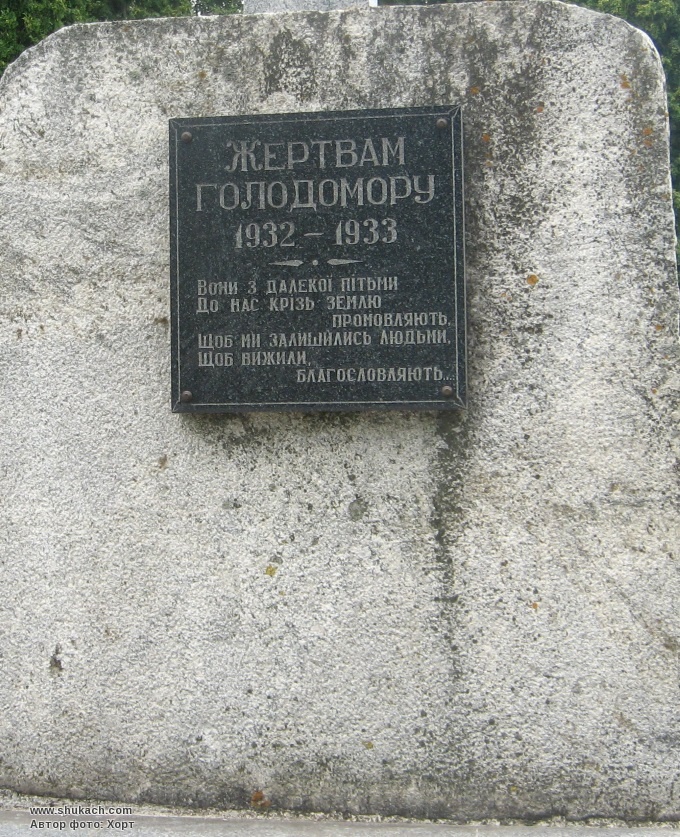 ЖЕРТВАМ
ГОЛОДОМОРУ
1932 – 1933
Вони з далекої пітьми
До нас крізь землю
промовляють,
Щоб ми залишились людьми,
Щоб вижили,
благословляють...
www.shukach.com
Автор фото: Хорт